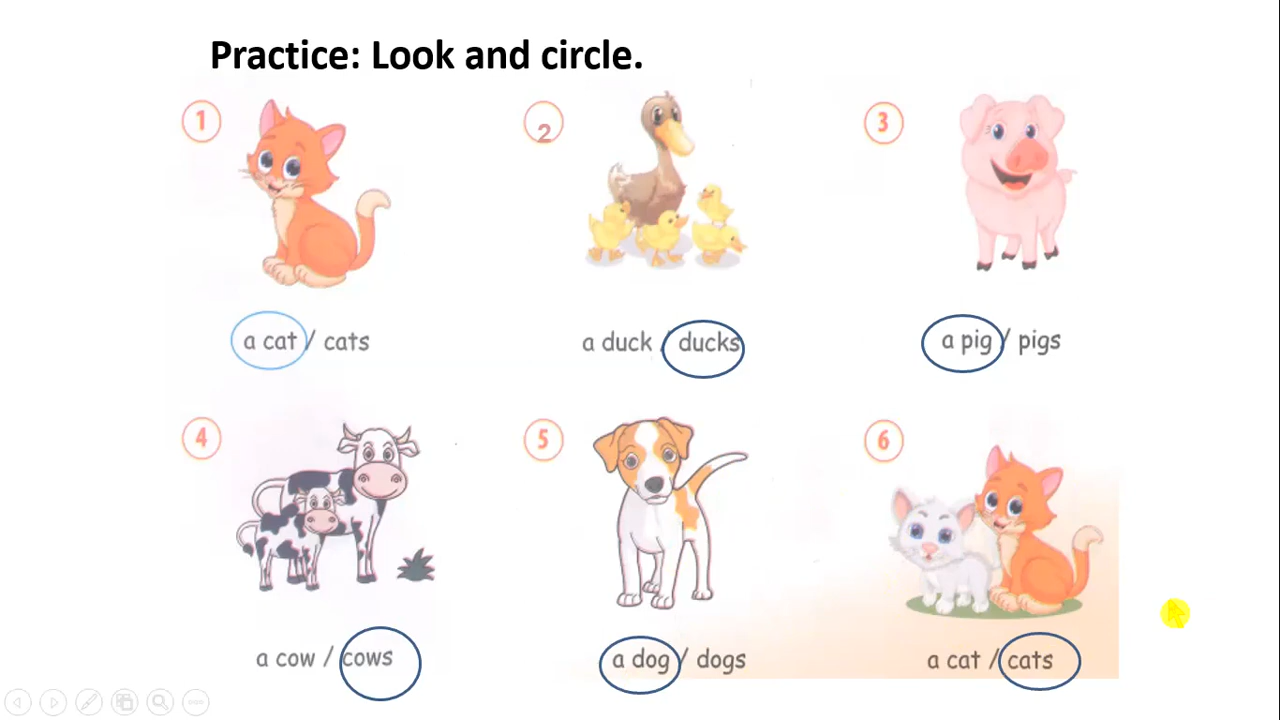 Practice: Look and circle.
1
2
3
a cat / cats
a duck / ducks
a pig / pigs
4
5
6
a cow / cows
a dog / dogs
a cat / cats